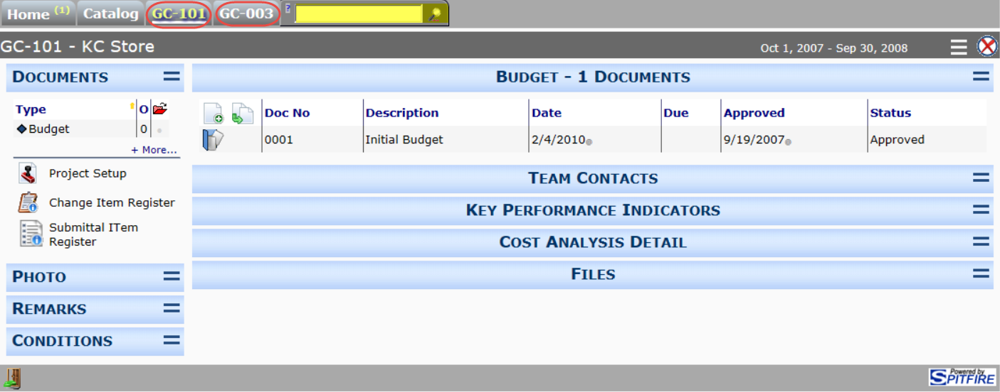 Home (1) Catalog GC-101 GC-003 ?
GC-101 - KC Store Oct 1, 2007 - Sep 30, 2008
DOCUMENTS
BUDGET - 1 DOCUMENTS
Type O
Budget 0
+ More...
Doc No Description Date Due Approved Status
0001 Initial Budget 2/4/2010 9/19/2007 Approved
Project Setup
Change Item Register
Submittal ITem
Register
PHOTO
REMARKS
CONDITIONS
TEAM CONTACTS
KEY PERFORMANCE INDICATORS
COST ANALYSIS DETAIL
FILES
Powered by
SPITFIRE